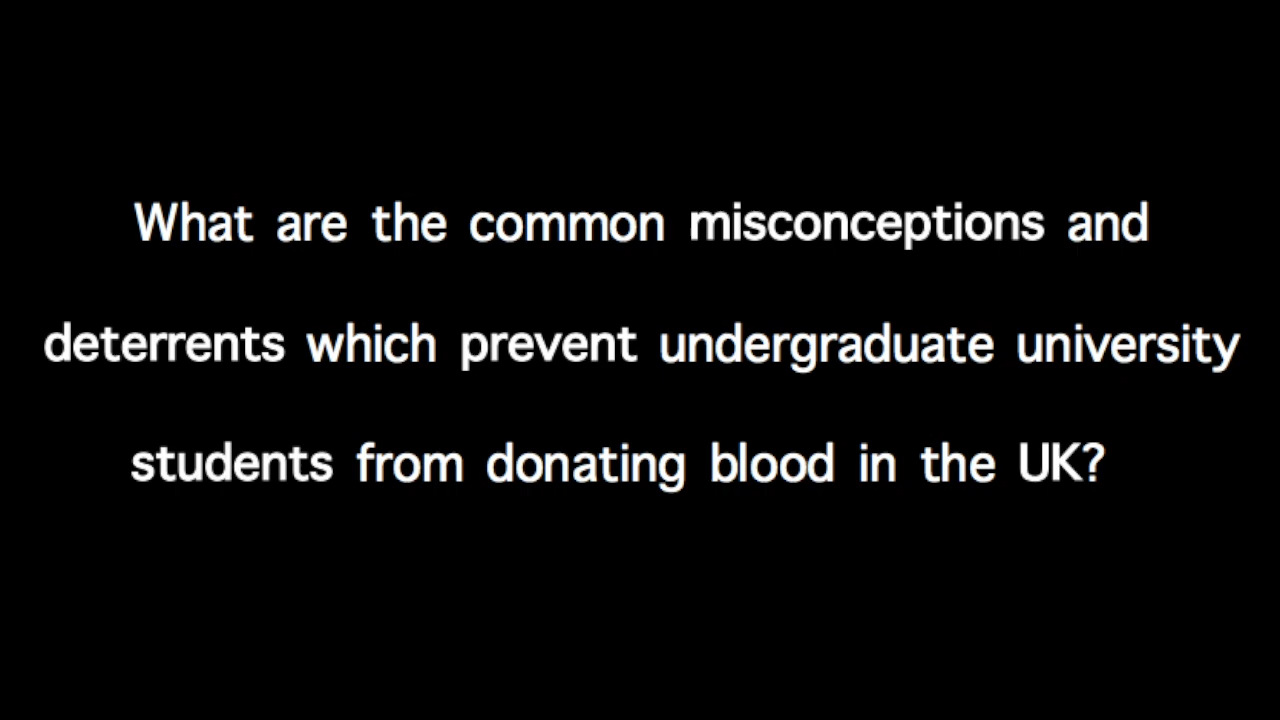 What are the common misconceptions and
deterrents which prevent undergraduate university
students from donating blood in the UK?